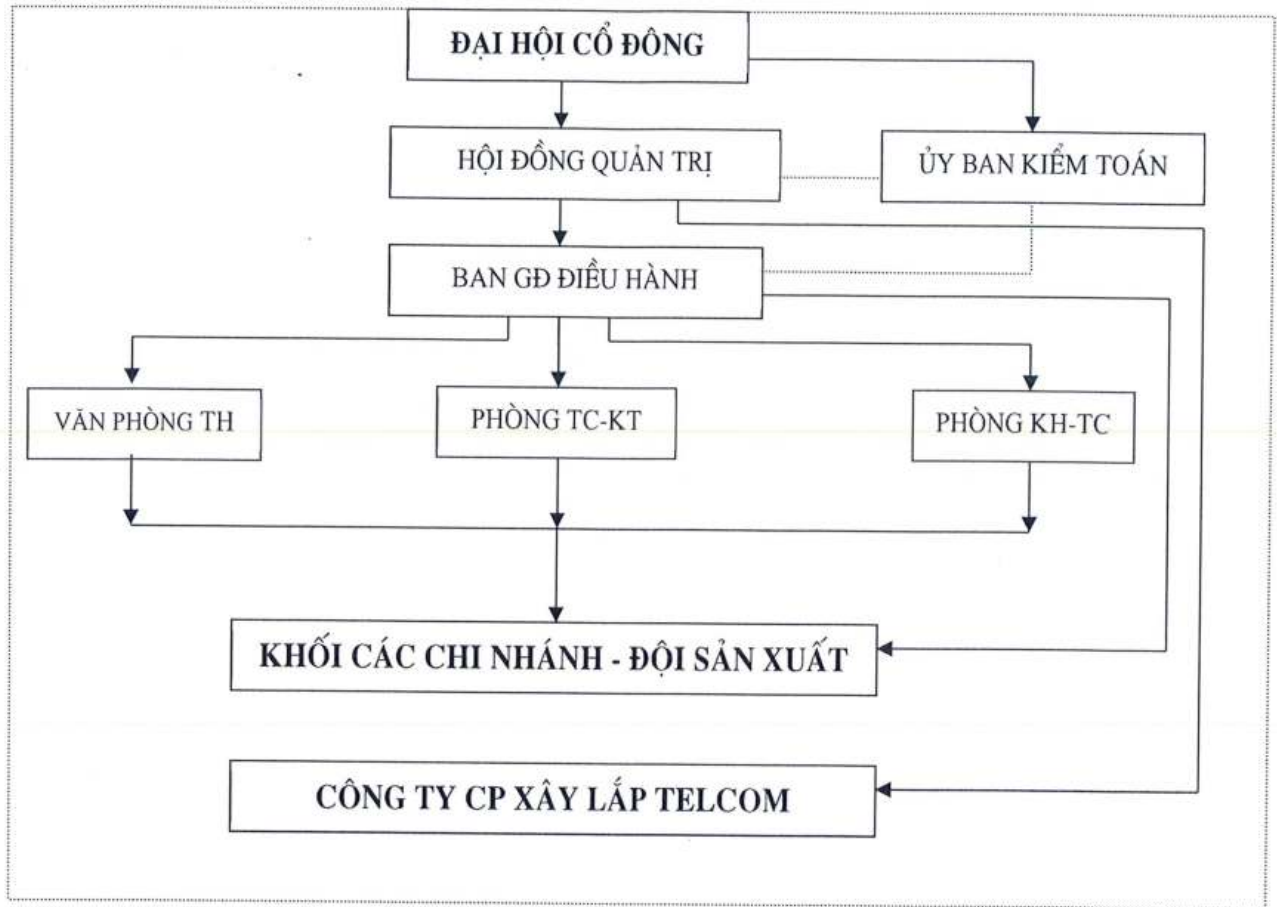 ĐẠI HỘI CỔ ĐÔNG
HỘI ĐỒNG QUẢN TRỊ
ỦY BAN KIỂM TOÁN
BAN GĐ ĐIỀU HÀNH
VĂN PHÒNG TH
PHÒNG TC-KT
PHÒNG KH-TC
KHỐI CÁC CHI NHÁNH - ĐỘI SẢN XUẤT
CÔNG TY CP XÂY LẮP TELCOM